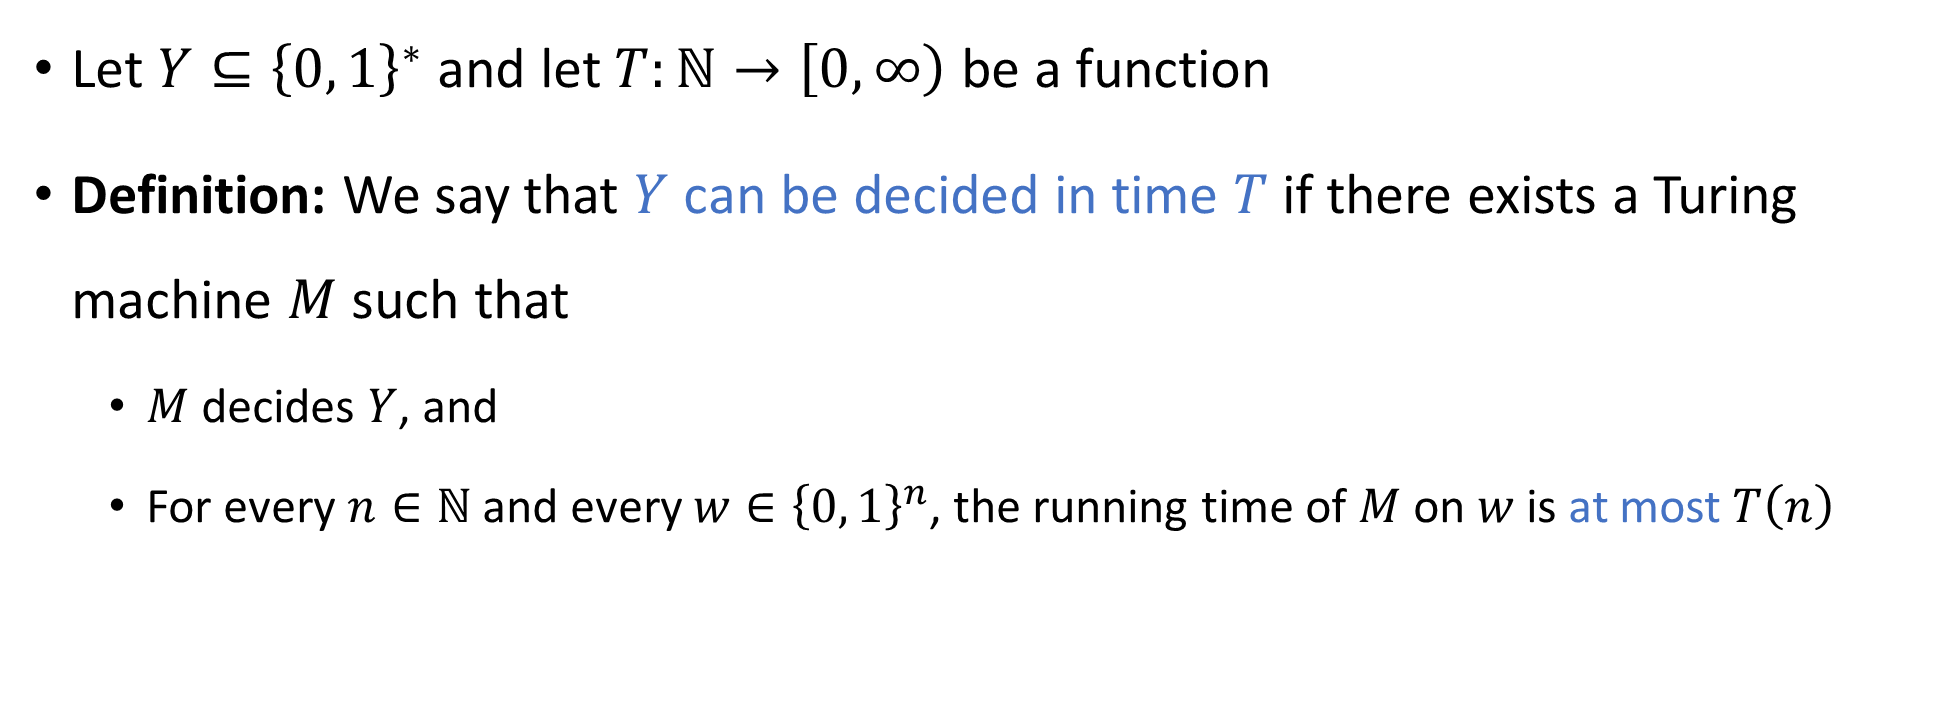 • Let 𝑌 ⊆ {0, 1}* and let 𝑇: ℕ → [0, ∞) be a function
• Definition: We say that 𝑌 can be decided in time 𝑇 if there exists a Turing
machine 𝑀 such that
• 𝑀 decides 𝑌, and
• For every 𝑛 ∈ ℕ and every 𝑤 ∈ {0, 1}ⁿ, the running time of 𝑀 on 𝑤 is at most 𝑇(𝑛)